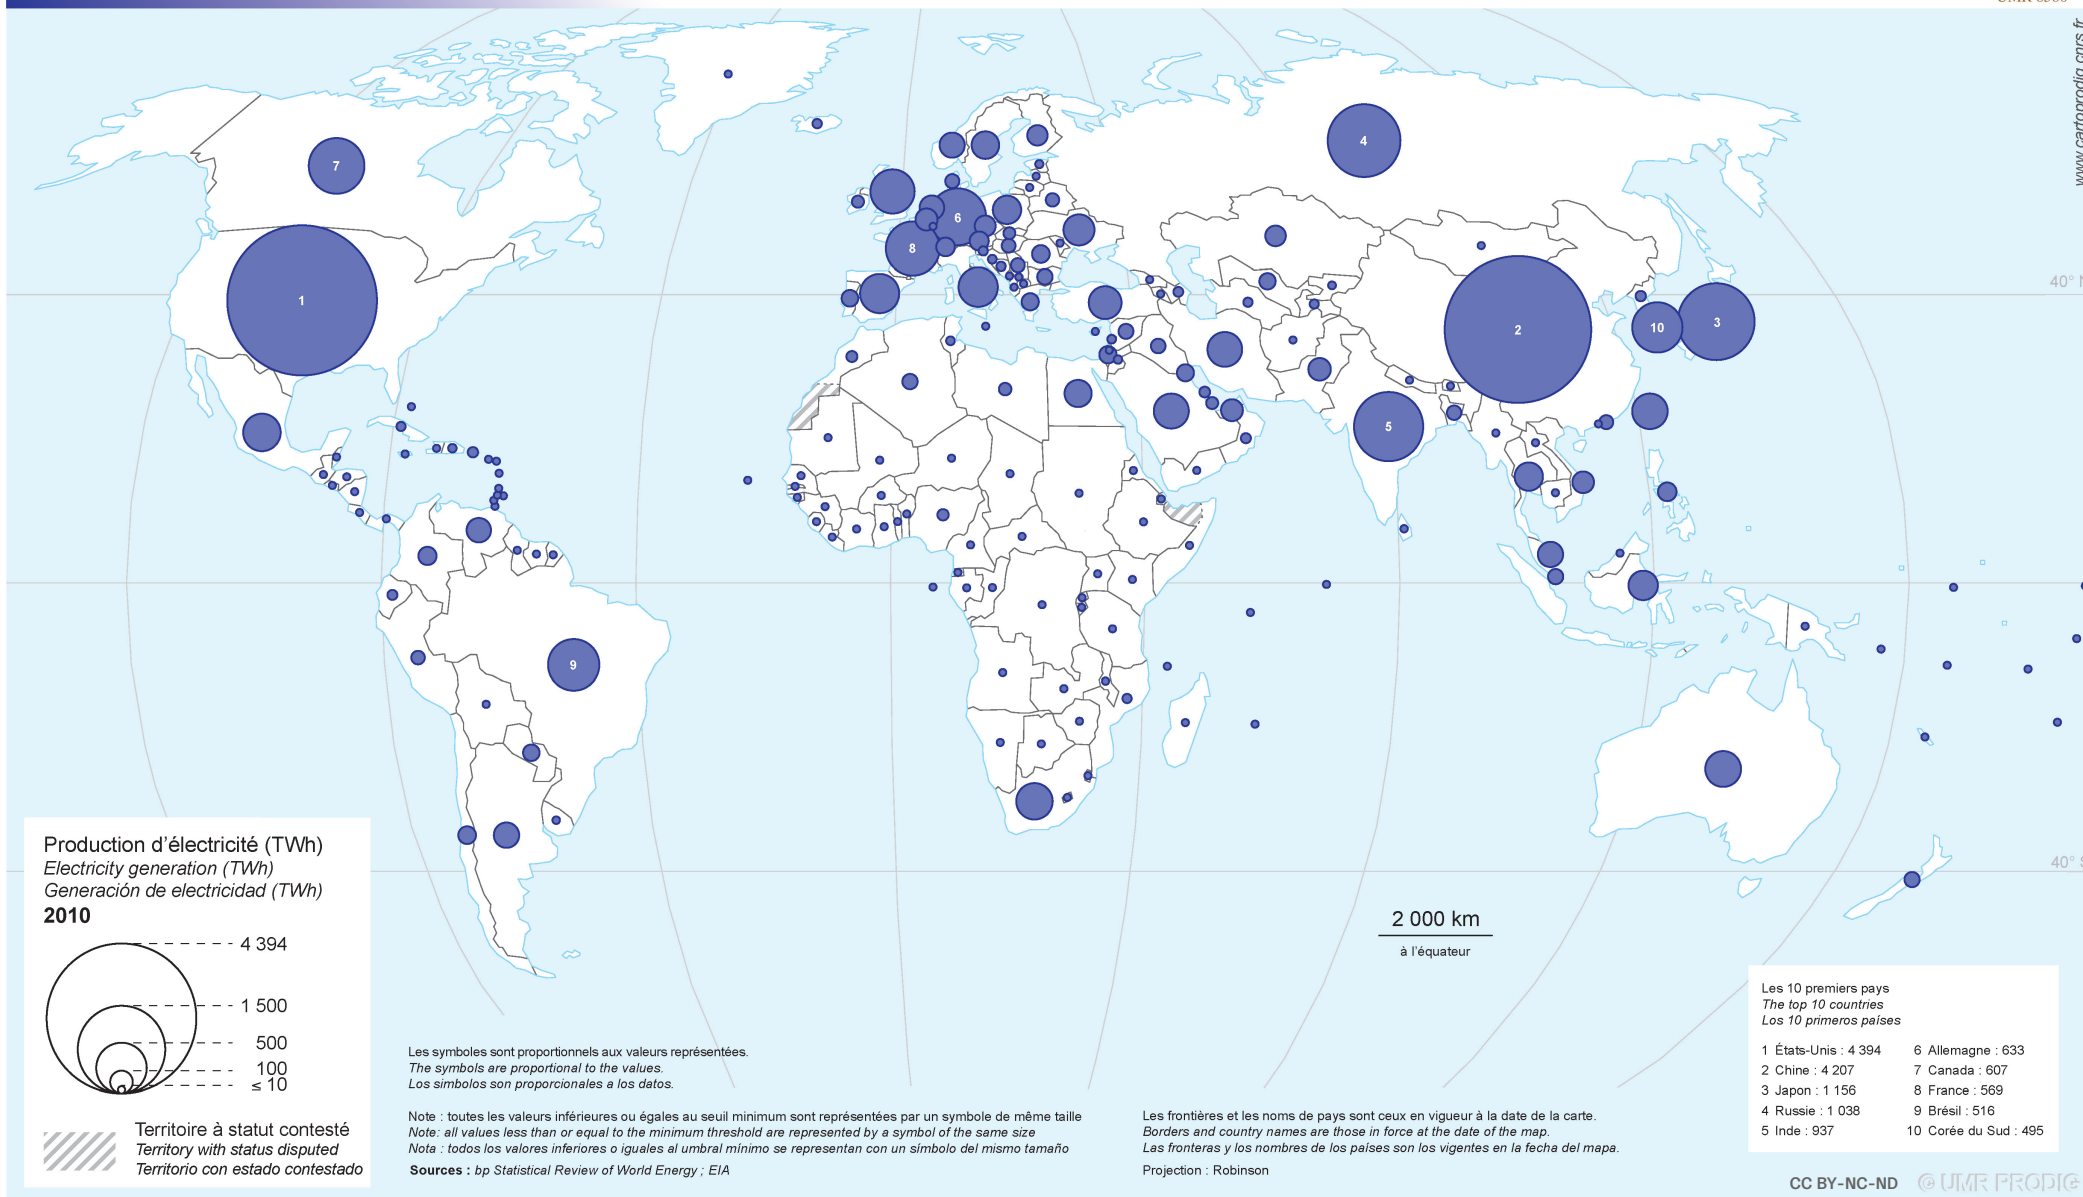 www.cartoprodig.cnrs.fr
40° N
40° S
1
2
3
4
5
6
7
8
9
10
Production d'électricité (TWh)
Electricity generation (TWh)
Generación de electricidad (TWh)
2010
4 394
1 500
500
100
≤ 10
Territoire à statut contesté
Territory with status disputed
Territorio con estado contestado
Les symboles sont proportionnels aux valeurs représentées.
The symbols are proportional to the values.
Los simbolos son proporcionales a los datos.
Note : toutes les valeurs inférieures ou égales au seuil minimum sont représentées par un symbole de même taille
Note: all values less than or equal to the minimum threshold are represented by a symbol of the same size
Nota : todos los valores inferiores o iguales al umbral mínimo se representan con un símbolo del mismo tamaño
Sources : bp Statistical Review of World Energy ; EIA
2 000 km
à l'équateur
Les frontières et les noms de pays sont ceux en vigueur à la date de la carte.
Borders and country names are those in force at the date of the map.
Las fronteras y los nombres de los países son los vigentes en la fecha del mapa.
Projection : Robinson
Les 10 premiers pays
The top 10 countries
Los 10 primeros países
1 États-Unis : 4 394
2 Chine : 4 207
3 Japon : 1 156
4 Russie : 1 038
5 Inde : 937
6 Allemagne : 633
7 Canada : 607
8 France : 569
9 Brésil : 516
10 Corée du Sud : 495
CC BY-NC-ND
© UMR PRODIG